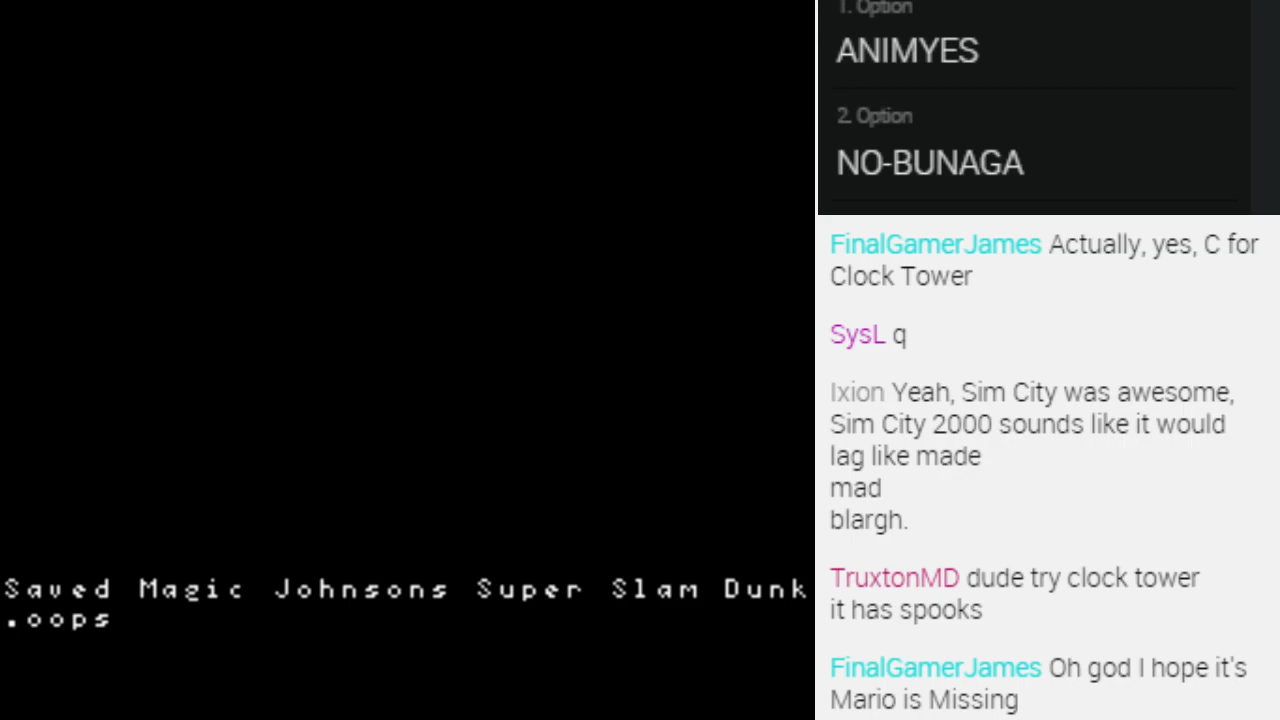 1. Option
ANIMYES
2. Option
NO-BUNAGA
FinalGamerJames Actually, yes, C for
Clock Tower
SysL q
Ixion Yeah, Sim City was awesome,
Sim City 2000 sounds like it would
lag like made
mad
blargh.
TruxtonMD dude try clock tower
it has spooks
FinalGamerJames Oh god I hope it's
Mario is Missing
Saved Magic Johnsons Super Slam Dunk
.oops